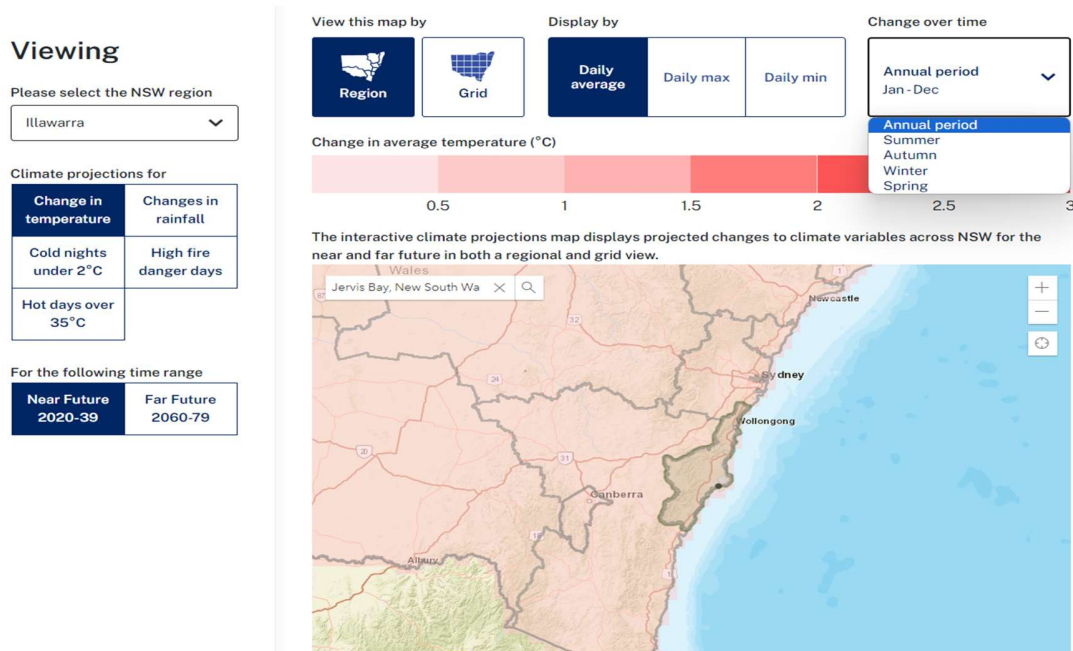 Viewing
Please select the NSW region
Illawarra
Climate projections for
Change in
temperature
Changes in
rainfall
Cold nights
under 2°C
High fire
danger days
Hot days over
35°C
For the following time range
Near Future
2020-39
Far Future
2060-79
View this map by
Region
Grid
Display by
Daily
average
Daily max
Daily min
Change over time
Annual period
Jan - Dec
Annual period
Summer
Autumn
Winter
Spring
Change in average temperature (°C)
0.5 1 1.5 2 2.5 3
The interactive climate projections map displays projected changes to climate variables across NSW for the
near and far future in both a regional and grid view.
Wales
Jervis Bay, New South Wa
1
Newcastle
32
24
Sydney
Wollongong
20
31
Canberra
Albury
1